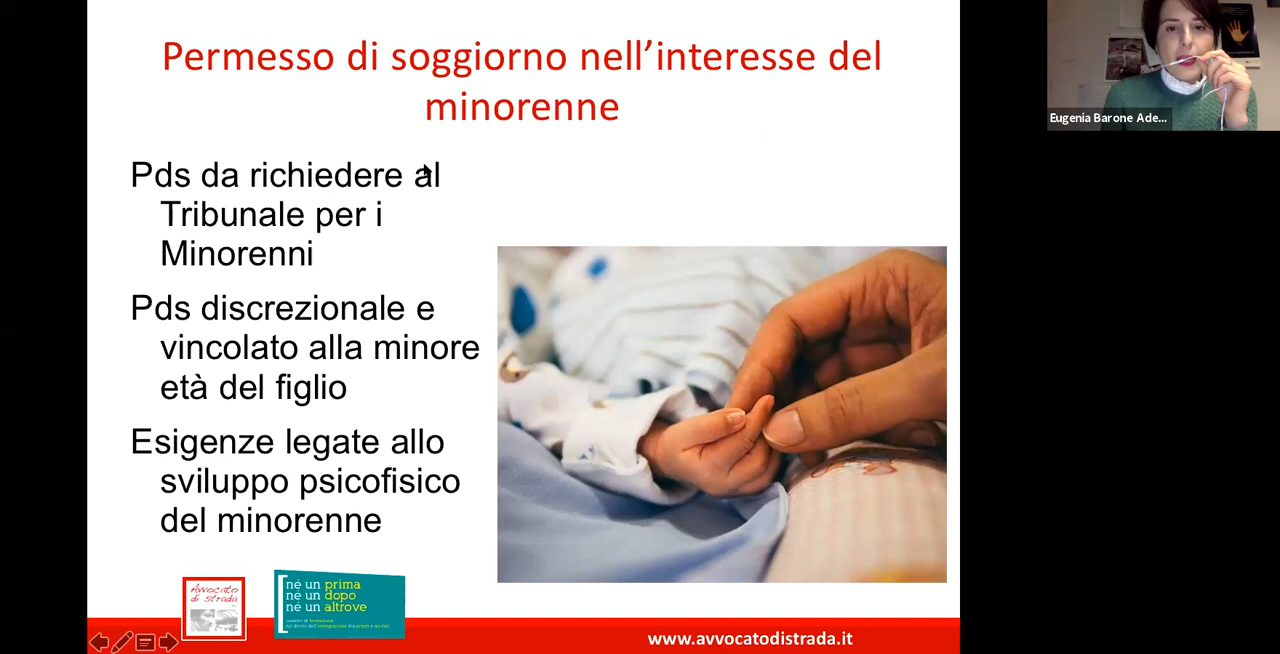 Permesso di soggiorno nell’interesse del
minorenne
Pds da richiedere al
Tribunale per i
Minorenni
Pds discrezionale e
vincolato alla minore
età del figlio
Esigenze legate allo
sviluppo psicofisico
del minorenne
Avvocato
di strada
né un prima
né un dopo
né un altrove
www.avvocatodistrada.it
Eugenia Barone Ade...